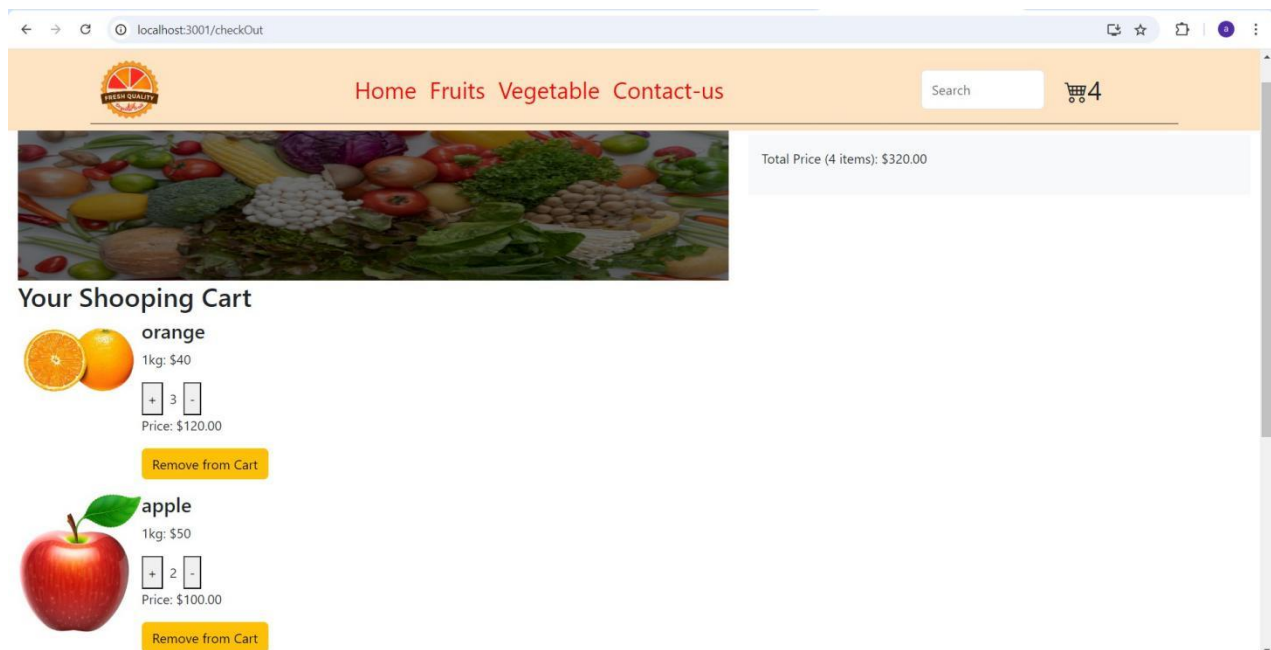 localhost:3001/checkOut
a
FRESH QUALITY
Home Fruits Vegetable Contact-us
Search
4
Total Price (4 items): $320.00
Your Shooping Cart
orange
1kg: $40
+ 3 -
Price: $120.00
Remove from Cart
apple
1kg: $50
+ 2 -
Price: $100.00
Remove from Cart